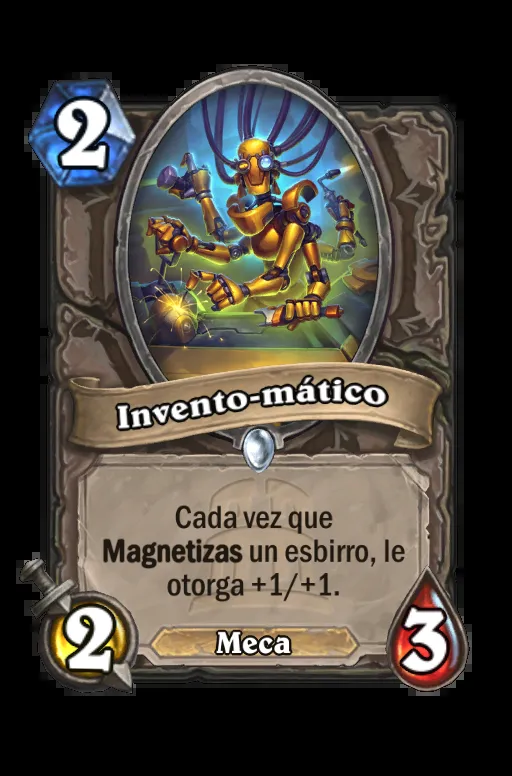 2
Invento-mático
Cada vez que
Magnetizas un esbirro, le
otorga +1/+1.
2
Meca
3